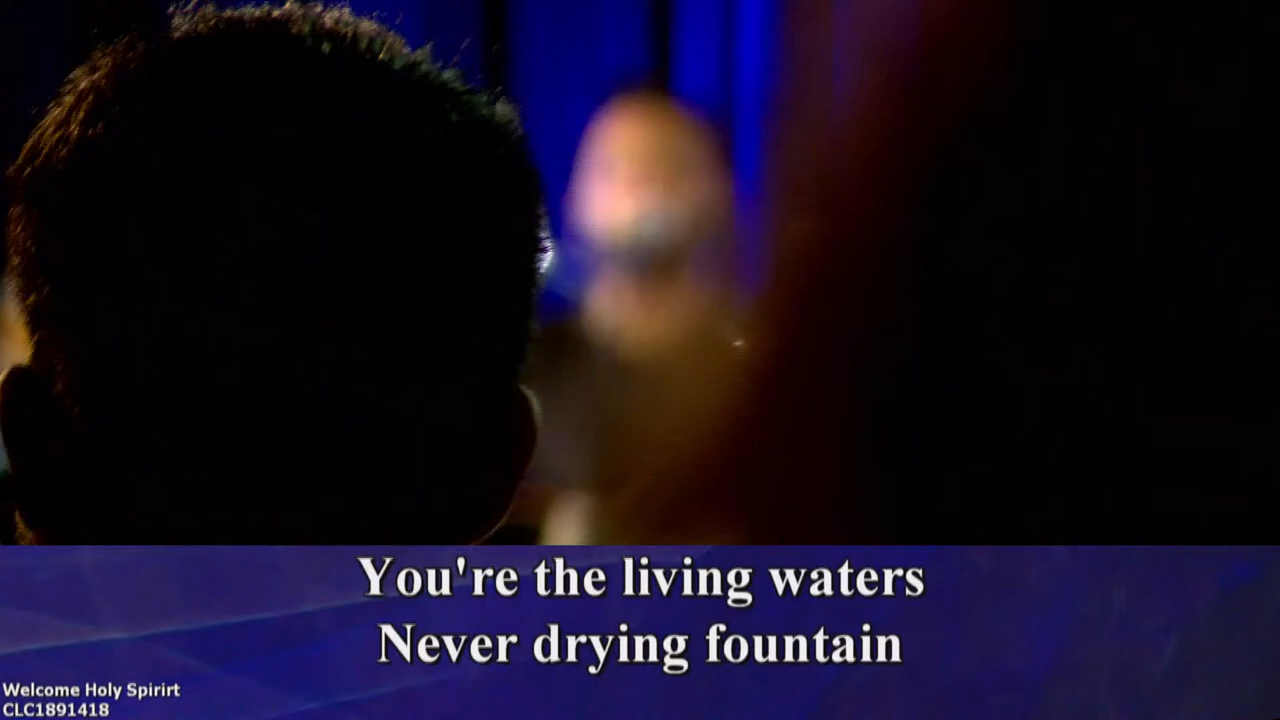 You're the living waters
Never drying fountain
Welcome Holy Spirirt
CLC1891418